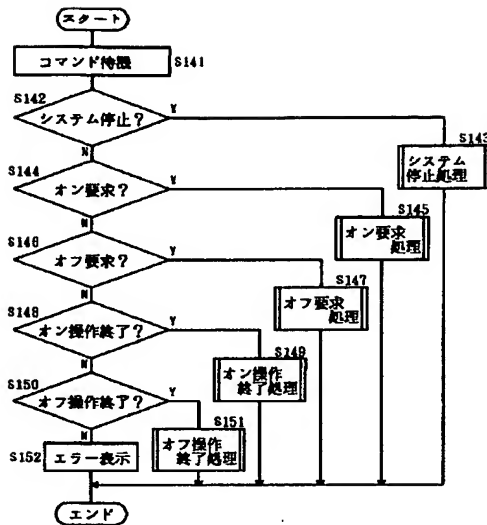 スタート
コマンド待機
S141
S142
システム停止?
Y
N
S143
システム
停止処理
S144
オン要求?
Y
N
S145
オン要求
処理
S146
オフ要求?
Y
N
S147
オフ要求
処理
S148
オン操作終了?
Y
N
S149
オン操作
終了処理
S150
オフ操作終了?
Y
N
S151
オフ操作
終了処理
S152
エラー表示
エンド